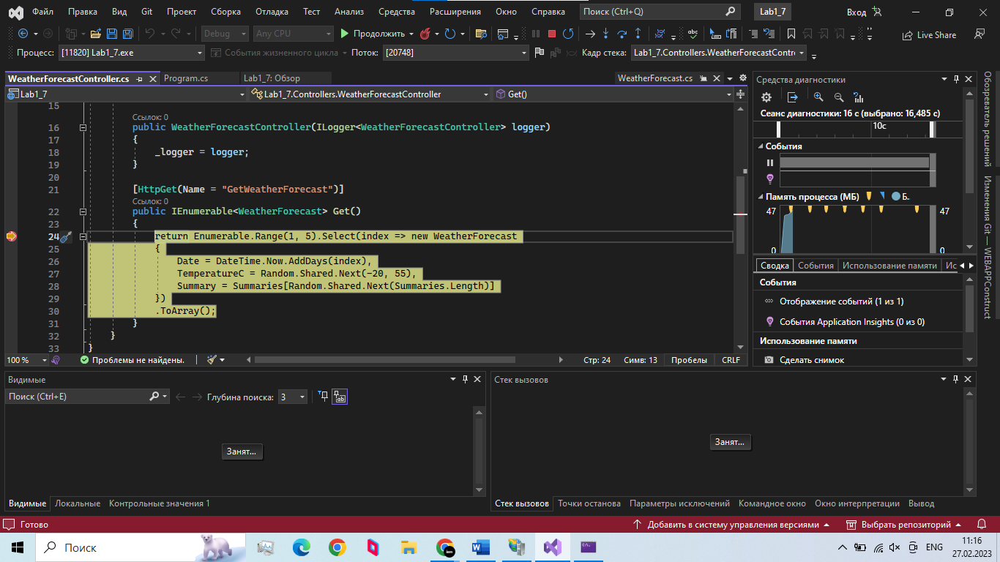 Файл Правка Вид Git Проект Сборка Отладка Тест Анализ Средства Расширения Окно Справка Поиск (Ctrl+Q) Lab1_7 Вход
Debug Any CPU Продолжить Live Share
Процесс: [11820] Lab1_7.exe События жизненного цикла Поток: [20748] Кадр стека: Lab1_7.Controllers.WeatherForecastContro
WeatherForecastController.cs Program.cs Lab1_7: Обзор WeatherForecast.cs
Lab1_7 Lab1_7.Controllers.WeatherForecastController Get()
15
Ссылок: 0
16 public WeatherForecastController(ILogger<WeatherForecastController> logger)
17 {
18 _logger = logger;
19 }
20
21 [HttpGet(Name = "GetWeatherForecast")]
Ссылок: 0
22 public IEnumerable<WeatherForecast> Get()
23 {
24 return Enumerable.Range(1, 5).Select(index => new WeatherForecast
25 {
26 Date = DateTime.Now.AddDays(index),
27 TemperatureC = Random.Shared.Next(-20, 55),
28 Summary = Summaries[Random.Shared.Next(Summaries.Length)]
29 })
30 .ToArray();
31 }
32 }
33 }
100 % Проблемы не найдены. Стр: 24 Симв: 13 Пробелы CRLF
Средства диагностики
Сеанс диагностики: 16 с (выбрано: 16,485 с)
10с
События
Память процесса (МБ) Б..
47 47
0 0
Сводка События Использование памяти Ис
События
Отображение событий (1 из 1)
События Application Insights (0 из 0)
Использование памяти
Сделать снимок
Обозреватель решений
Изменения Git — WEBAPPConstruct
Видимые
Поиск (Ctrl+E) Глубина поиска: 3
Занят...
Видимые Локальные Контрольные значения 1
Стек вызовов
Занят...
Стек вызовов Точки останова Параметры исключений Командное окно Окно интерпретации Вывод
Готово Добавить в систему управления версиями Выбрать репозиторий
Поиск ENG 11:16
27.02.2023